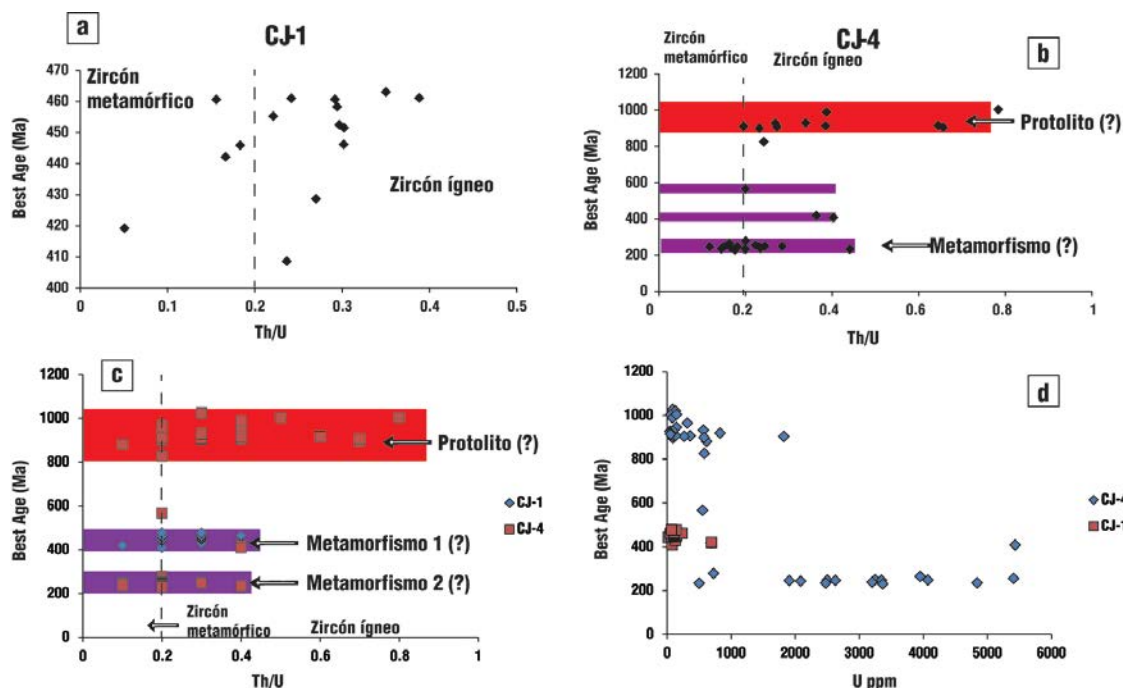 a
CJ-1
Zircón
metamórfico
Zircón ígneo
Best Age (Ma)
470
460
450
440
430
420
410
400
0
0.1
0.2
0.3
0.4
0.5
Th/U
CJ-4
b
Zircón
metamórfico
Zircón ígneo
Protolito (?)
Metamorfismo (?)
Best Age (Ma)
1200
1000
800
600
400
200
0
0
0.2
0.4
0.6
0.8
1
Th/U
c
Protolito (?)
Metamorfismo 1 (?)
Metamorfismo 2 (?)
Zircón
metamórfico
Zircón ígneo
CJ-1
CJ-4
Best Age (Ma)
1200
1000
800
600
400
200
0
0
0.2
0.4
0.6
0.8
1
Th/U
d
Best Age (Ma)
1200
1000
800
600
400
200
0
0
1000
2000
3000
4000
5000
6000
U ppm
CJ-4
CJ-1